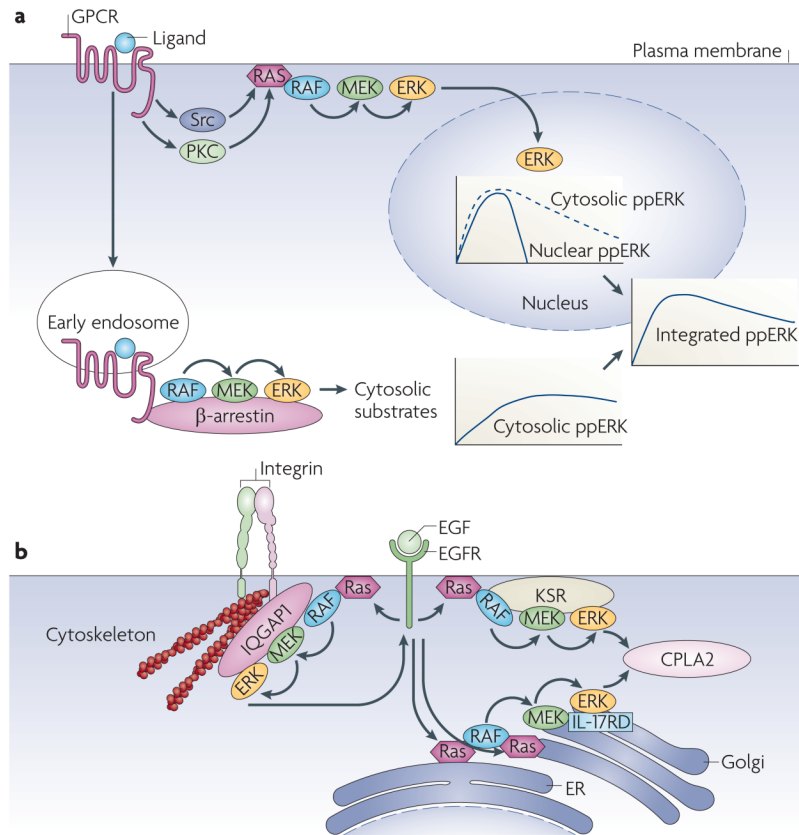 a
GPCR
Ligand
Plasma membrane
RAS
RAF
MEK
ERK
Src
PKC
ERK
Cytosolic ppERK
Nuclear ppERK
Nucleus
Integrated ppERK
Early endosome
RAF
MEK
ERK
β-arrestin
Cytosolic
substrates
Cytosolic ppERK
Integrin
b
EGF
EGFR
Ras
RAF
IQGAP1
MEK
ERK
Cytoskeleton
Ras
RAF
KSR
MEK
ERK
CPLA2
ERK
MEK
IL-17RD
RAF
Ras
Ras
Golgi
ER